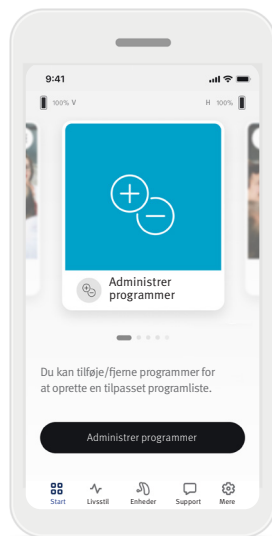 9:41
100% V H 100%
Administrer
programmer
Du kan tilføje/fjerne programmer for
at oprette en tilpasset programliste.
Administrer programmer
Start Livsstil Enheder Support Mere